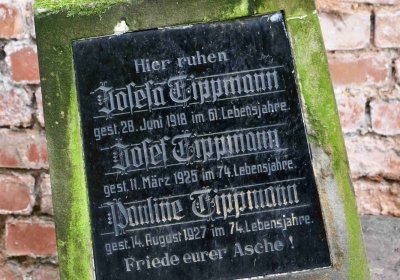 Hier ruhen
Josefa Tippmann
gest. 28. Juni 1918 im 61. Lebensjahre.
Josef Tippmann
gest. 11. März 1925 im 74. Lebensjahre.
Pauline Tippmann
gest. 14. August 1927 im 74. Lebensjahre.
Friede eurer Asche!